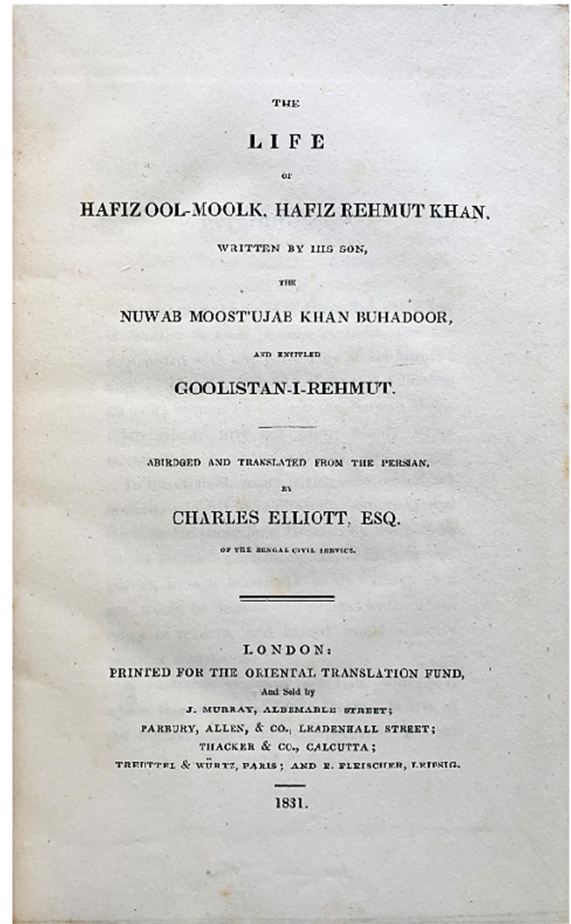 THE
LIFE
OF
HAFIZ OOL-MOOLK, HAFIZ REHMUT KHAN,
WRITTEN BY HIS SON,
THE
NUWAB MOOST'UJAB KHAN BUHADOOR,
AND ENTITLED
GOOLISTAN-I-REHMUT.
ABIRDGED AND TRANSLATED FROM THE PERSIAN,
BY
CHARLES ELLIOTT, ESQ.
OF THE BENGAL CIVIL SERVICE.
LONDON:
PRINTED FOR THE ORIENTAL TRANSLATION FUND,
And Sold by
J. MURRAY, ALBEMARLE STREET;
PARBURY, ALLEN, & CO., LEADENHALL STREET;
THACKER & CO., CALCUTTA;
TREUTTEL & WÜRTZ, PARIS; AND E. FLEISCHER, LEIPSIG.
1831.